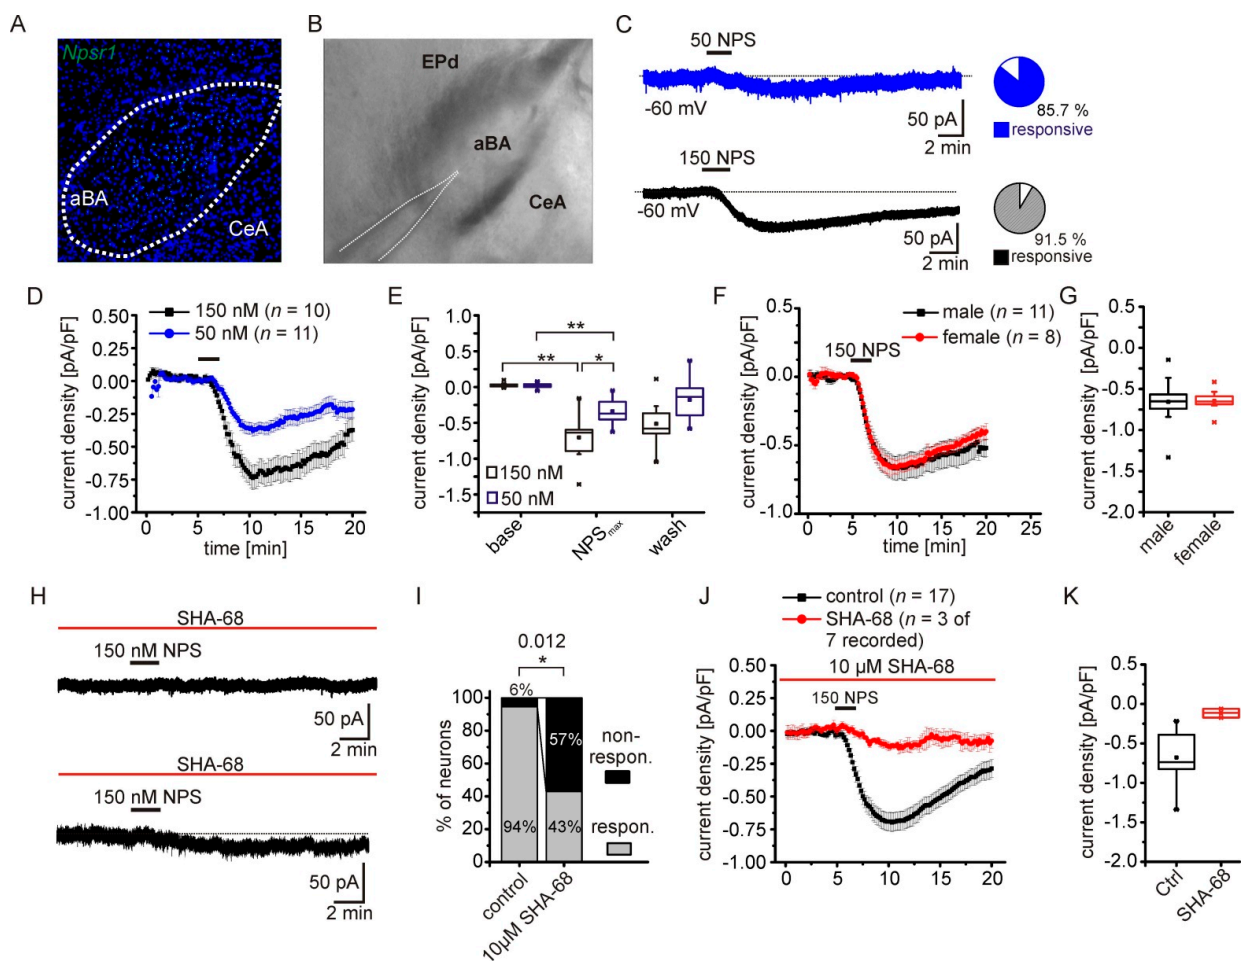 A
Npsr1
aBA
CeA
B
EPd
aBA
CeA
C
50 NPS
-60 mV
50 pA
2 min
85.7 %
responsive
150 NPS
-60 mV
50 pA
2 min
91.5 %
responsive
D
150 nM (n = 10)
50 nM (n = 11)
current density [pA/pF]
0.50
0.25
0.00
-0.25
-0.50
-0.75
-1.00
0 5 10 15 20
time [min]
E
current density [pA/pF]
1.0
0.5
0.0
-0.5
-1.0
-1.5
**
**
*
150 nM
50 nM
base
NPSmax
wash
F
male (n = 11)
female (n = 8)
150 NPS
current density [pA/pF]
0.5
0.0
-0.5
-1.0
0 5 10 15 20 25
time [min]
G
current density [pA/pF]
0.5
0.0
-0.5
-1.0
-1.5
-2.0
male
female
H
SHA-68
150 nM NPS
50 pA
2 min
SHA-68
150 nM NPS
50 pA
2 min
I
0.012
*
% of neurons
100
80
60
40
20
0
6%
57%
94%
43%
non-
respon.
respon.
control
10µM SHA-68
J
control (n = 17)
SHA-68 (n = 3 of
7 recorded)
10 µM SHA-68
150 NPS
current density [pA/pF]
0.50
0.25
0.00
-0.25
-0.50
-0.75
-1.00
0 5 10 15 20
time [min]
K
current density [pA/pF]
0.5
0.0
-0.5
-1.0
-1.5
-2.0
Ctrl
SHA-68